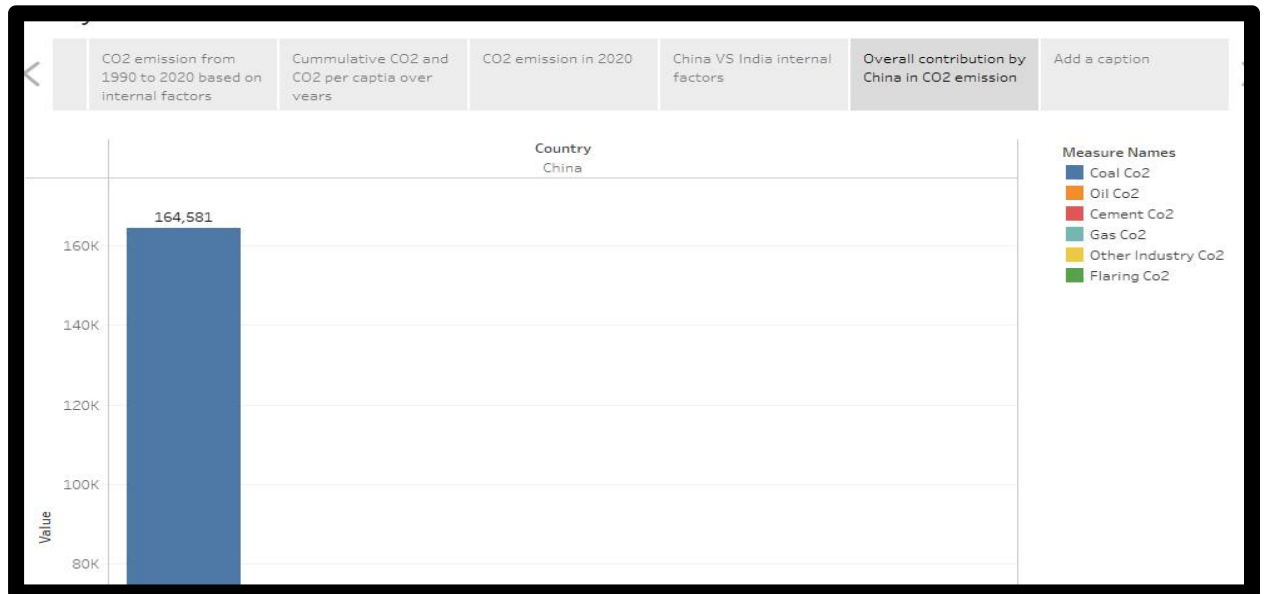 CO2 emission from
1990 to 2020 based on
internal factors
Cummulative CO2 and
CO2 per captia over
years
CO2 emission in 2020
China VS India internal
factors
Overall contribution by
China in CO2 emission
Add a caption
Country
China
Measure Names
Coal Co2
Oil Co2
Cement Co2
Gas Co2
Other Industry Co2
Flaring Co2
164,581
160K
140K
120K
100K
80K
Value